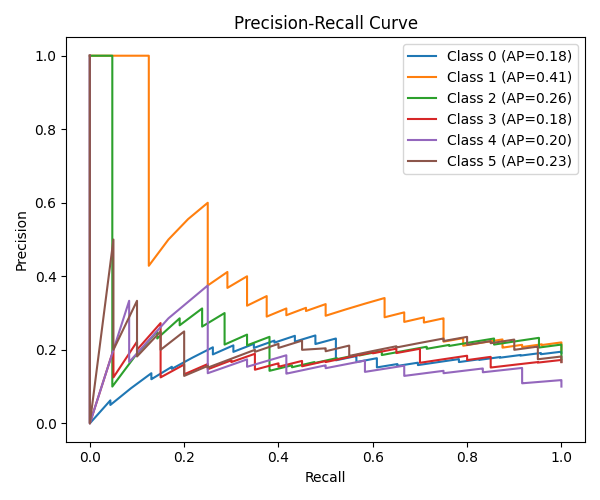 Precision-Recall Curve
Class 0 (AP=0.18)
Class 1 (AP=0.41)
Class 2 (AP=0.26)
Class 3 (AP=0.18)
Class 4 (AP=0.20)
Class 5 (AP=0.23)
Precision
1.0
0.8
0.6
0.4
0.2
0.0
0.0 0.2 0.4 0.6 0.8 1.0
Recall